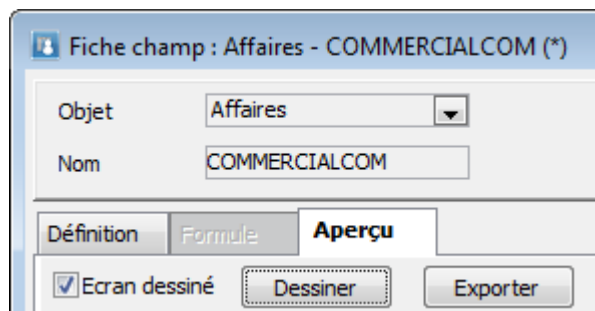 Fiche champ : Affaires - COMMERCIALCOM (*)
Objet Affaires
Nom COMMERCIALCOM
Définition Formule Aperçu
Ecran dessiné Dessiner Exporter